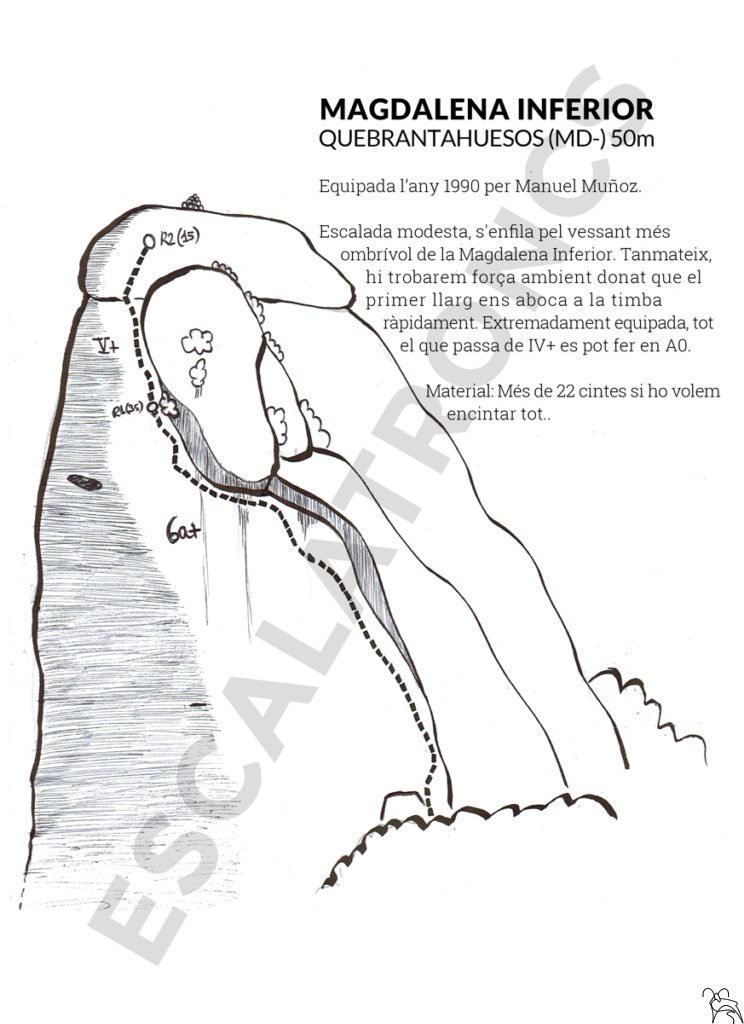 MAGDALENA INFERIOR
QUEBRANTAHUESOS (MD-) 50m
Equipada l'any 1990 per Manuel Muñoz.
Escalada modesta, s'enfila pel vessant més
ombrívol de la Magdalena Inferior. Tanmateix,
hi trobarem força ambient donat que el
primer llarg ens aboca a la timba
ràpidament. Extremadament equipada, tot
el que passa de IV+ es pot fer en A0.
Material: Més de 22 cintes si ho volem
encintar tot..
R2(15)
V+
R1(35)
6a+
ESCALATRONCS